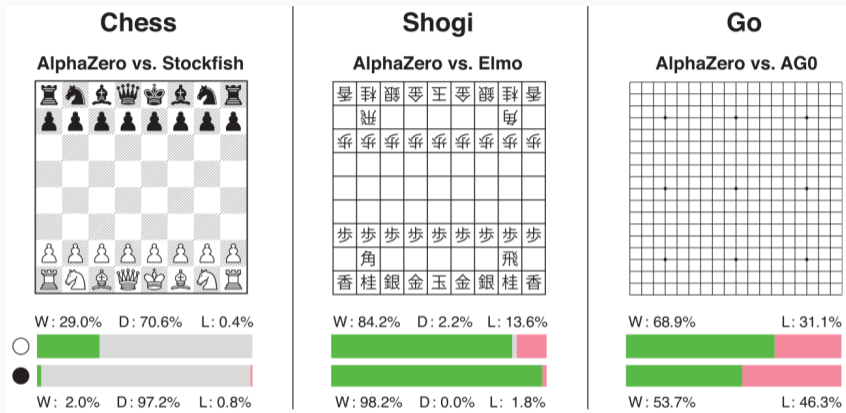 Chess
AlphaZero vs. Stockfish
W: 29.0% D: 70.6% L: 0.4%
W: 2.0% D: 97.2% L: 0.8%
Shogi
AlphaZero vs. Elmo
香 桂 銀 金 王 金 銀 桂 香
飛 角
歩 歩 歩 歩 歩 歩 歩 歩 歩
歩 歩 歩 歩 歩 歩 歩 歩 歩
角 飛
香 桂 銀 金 玉 金 銀 桂 香
W: 84.2% D: 2.2% L: 13.6%
W: 98.2% D: 0.0% L: 1.8%
Go
AlphaZero vs. AG0
W: 68.9% L: 31.1%
W: 53.7% L: 46.3%